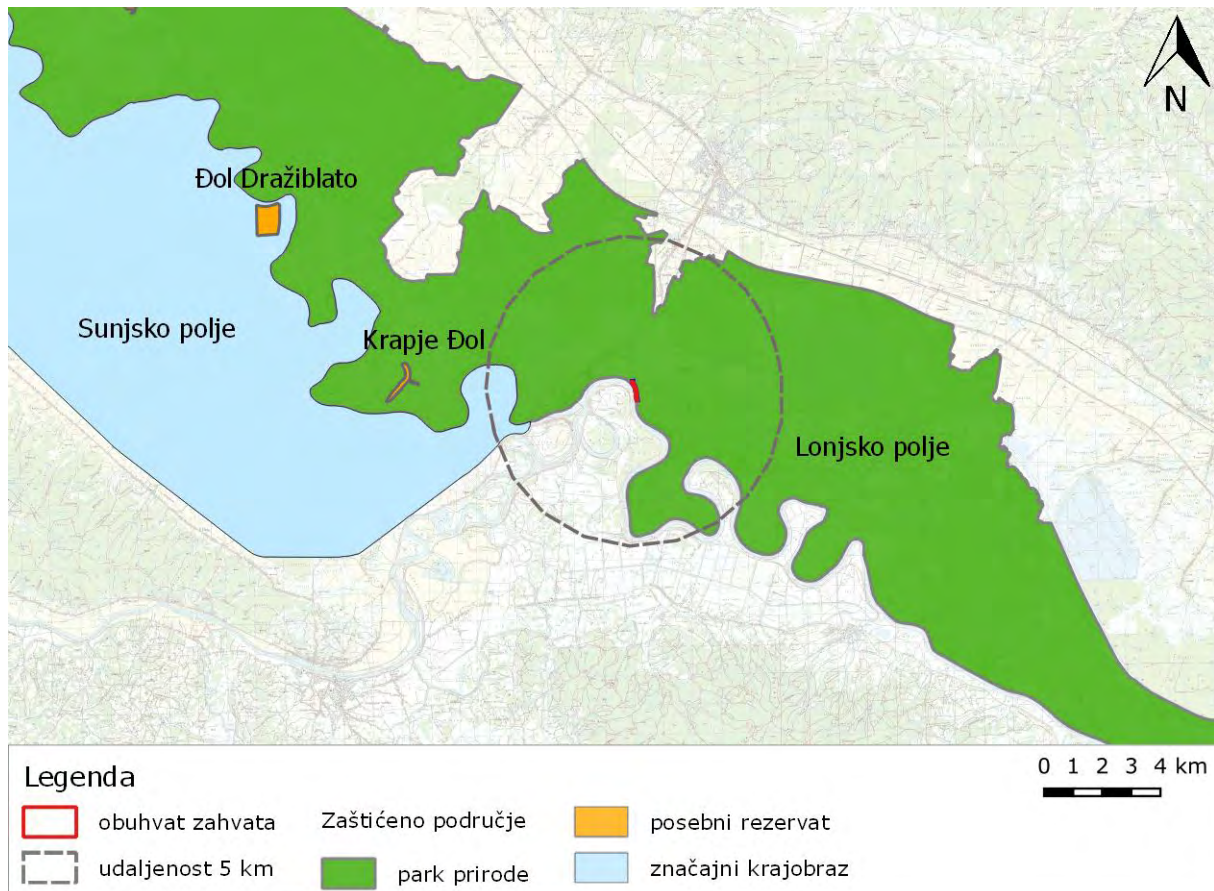 N
Đol Dražiblato
Sunjsko polje
Krapje Đol
Lonjsko polje
Legenda
0 1 2 3 4 km
obuhvat zahvata
Zaštićeno područje
posebni rezervat
udaljenost 5 km
park prirode
značajni krajobraz